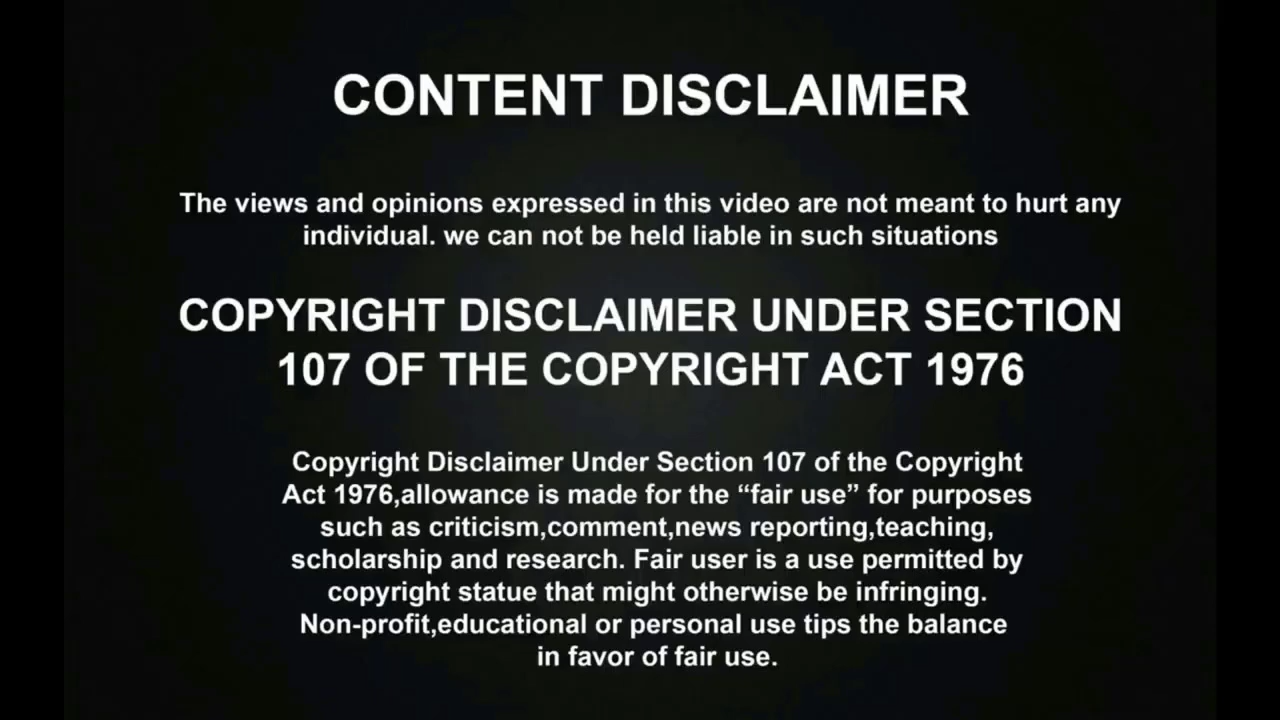 CONTENT DISCLAIMER
The views and opinions expressed in this video are not meant to hurt any
individual. we can not be held liable in such situations
COPYRIGHT DISCLAIMER UNDER SECTION
107 OF THE COPYRIGHT ACT 1976
Copyright Disclaimer Under Section 107 of the Copyright
Act 1976,allowance is made for the “fair use” for purposes
such as criticism,comment,news reporting,teaching,
scholarship and research. Fair user is a use permitted by
copyright statue that might otherwise be infringing.
Non-profit,educational or personal use tips the balance
in favor of fair use.